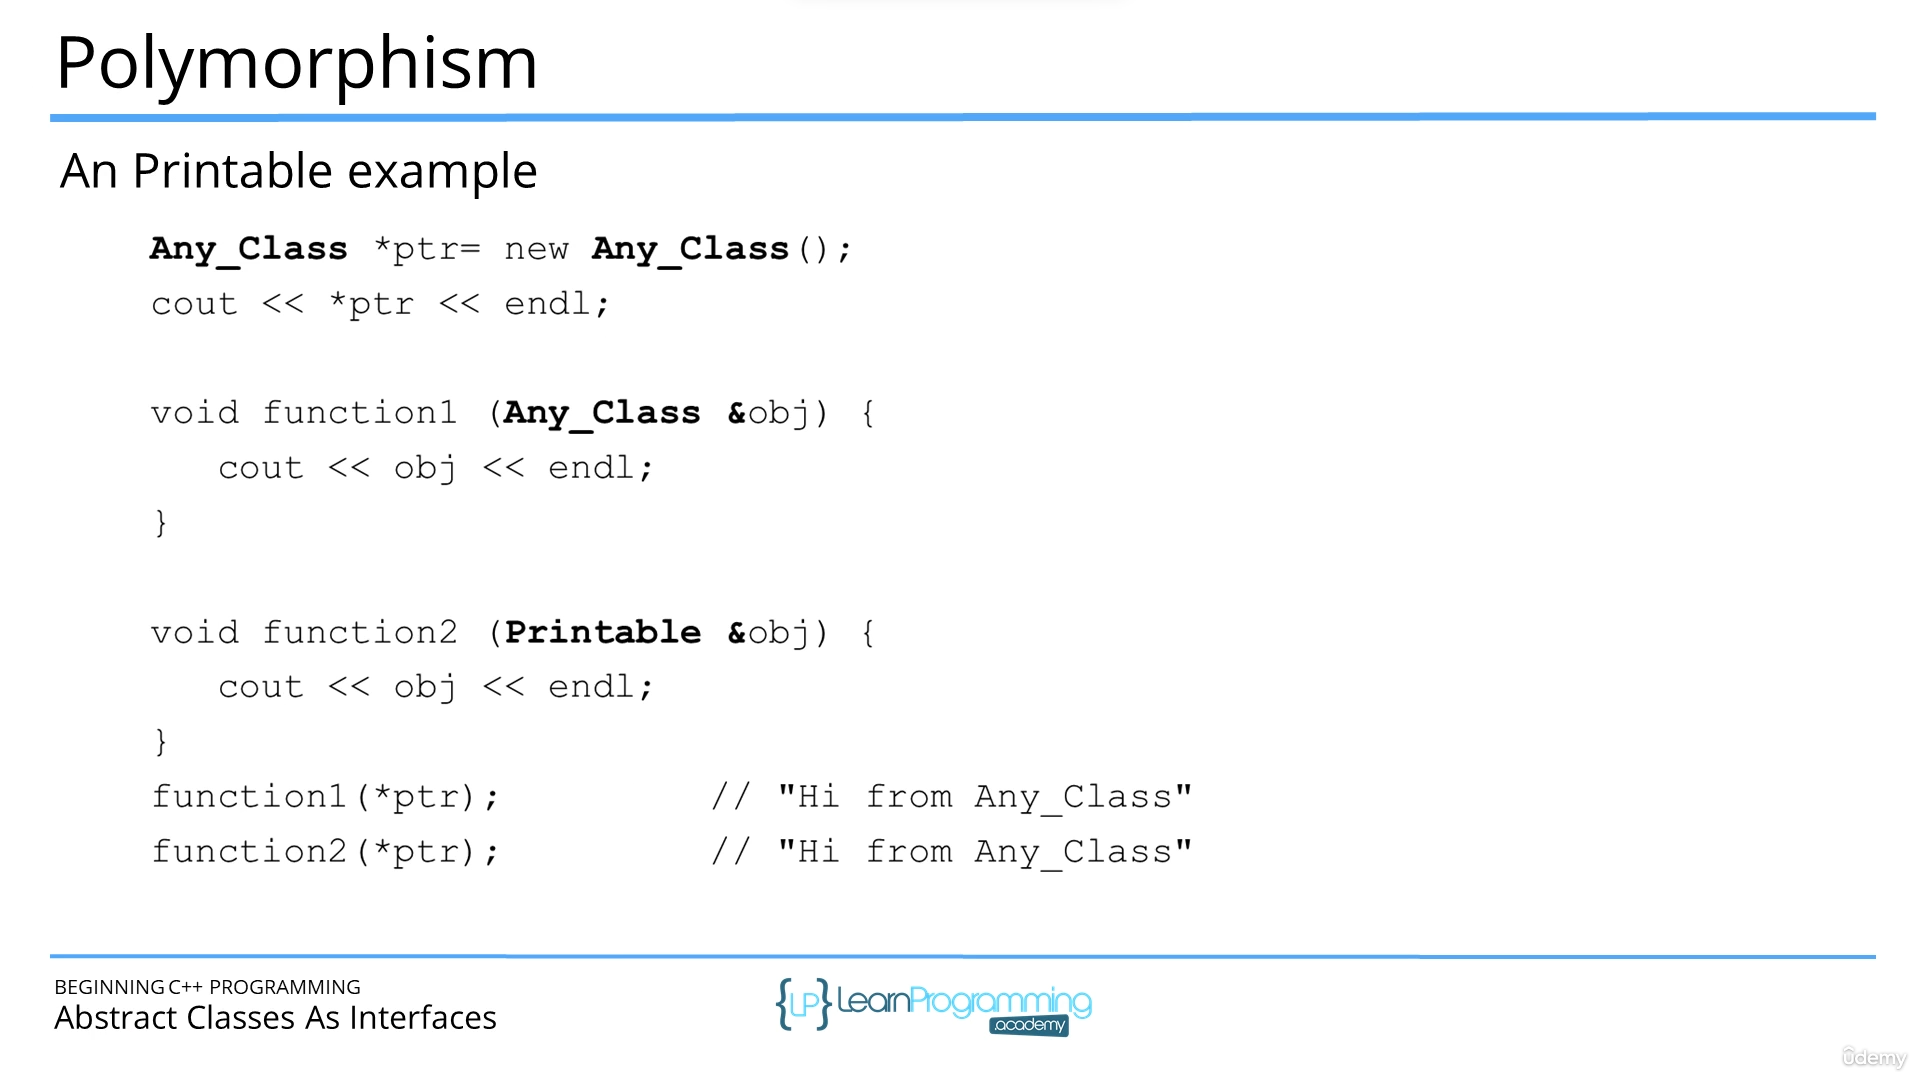 Polymorphism
An Printable example
Any_Class *ptr= new Any_Class();
cout << *ptr << endl;
void function1 (Any_Class &obj) {
cout << obj << endl;
}
void function2 (Printable &obj) {
cout << obj << endl;
}
function1(*ptr); // "Hi from Any_Class"
function2(*ptr); // "Hi from Any_Class"
BEGINNING C++ PROGRAMMING
Abstract Classes As Interfaces
{LP} LearnProgramming
.academy
ûdemy